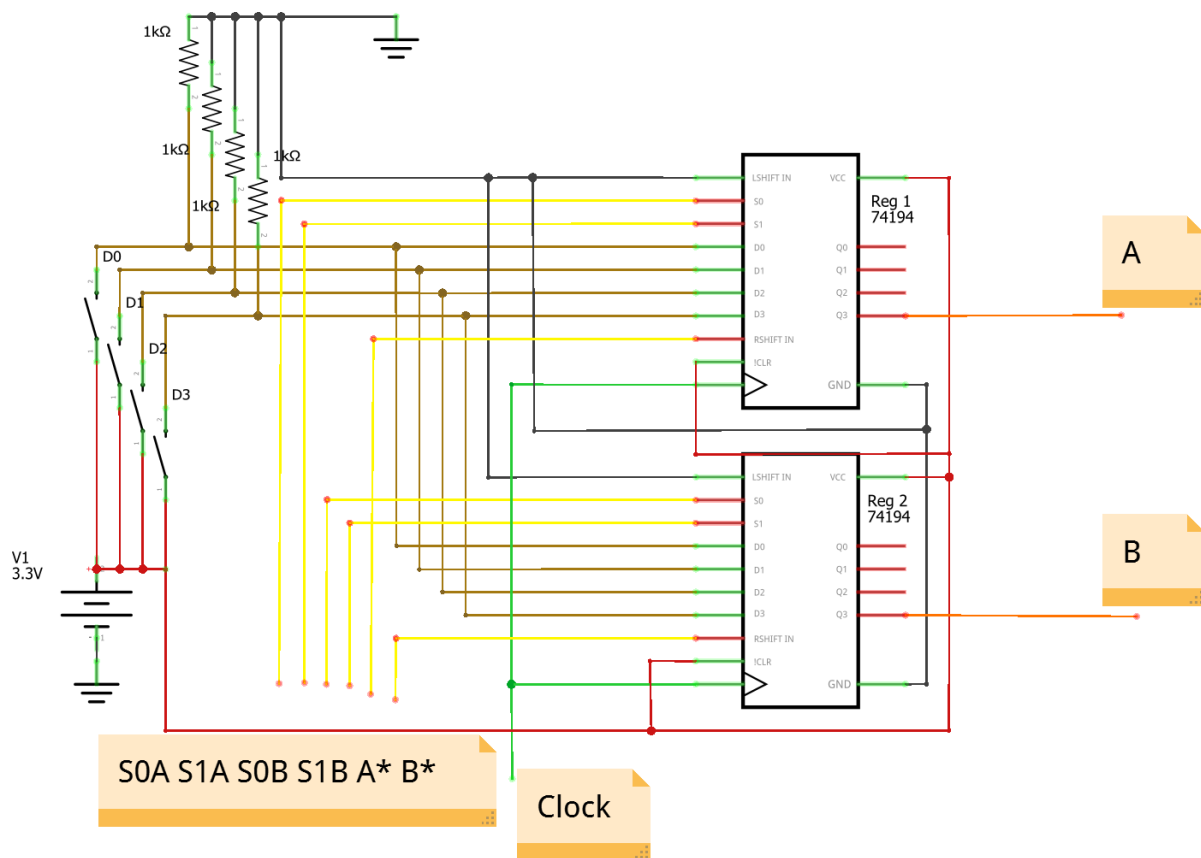 1kΩ
1kΩ
1kΩ
1kΩ
D0
D1
D2
D3
V1
3.3V
LSHIFT IN
S0
S1
D0
D1
D2
D3
RSHIFT IN
!CLR
VCC
Q0
Q1
Q2
Q3
GND
Reg 1
74194
A
LSHIFT IN
S0
S1
D0
D1
D2
D3
RSHIFT IN
!CLR
VCC
Q0
Q1
Q2
Q3
GND
Reg 2
74194
B
S0A S1A S0B S1B A* B*
Clock